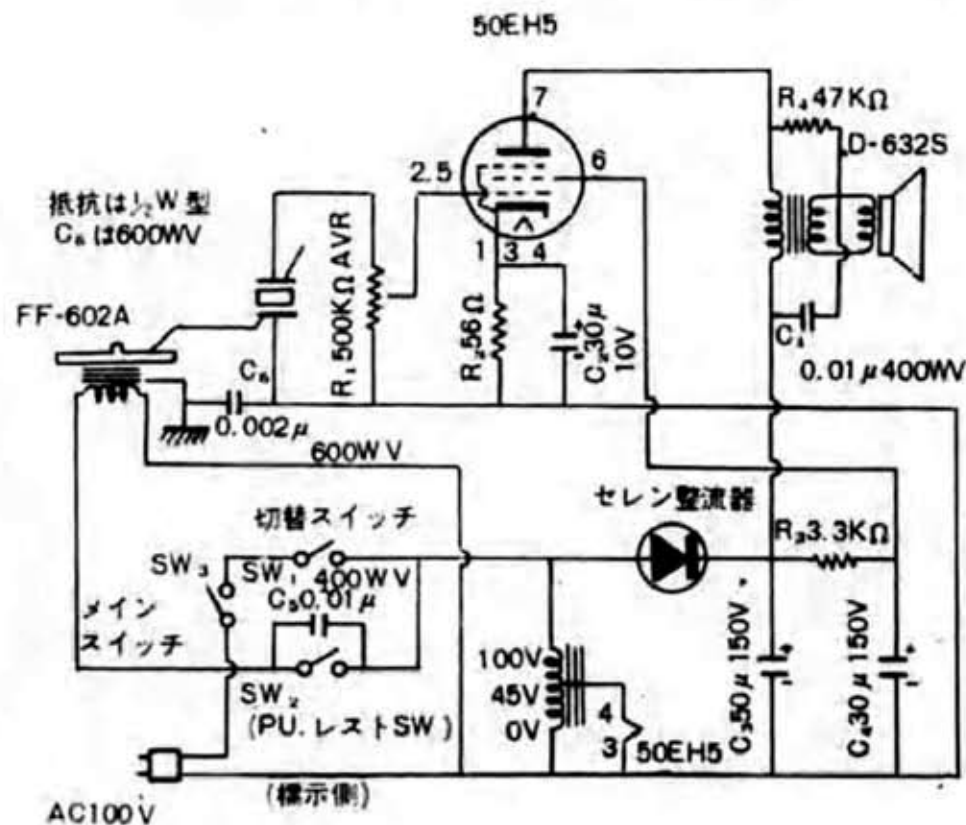 50EH5
7
R₄47KΩ
D-632S
2.5
6
抵抗は½W型
C₆は600WV
1 3 4
FF-602A
R₁500KΩ AVR
R₂56Ω
C₂30μ
10V
C₆
0.002μ
600WV
C₁
0.01μ400WV
セレン整流器
切替スイッチ
R₃3.3KΩ
SW₃
SW₁
400WV
C₅0.01μ
メイン
スイッチ
SW₂
(PU.レストSW)
100V
45V
0V
4
3
50EH5
C₃50μ150V
C₄30μ150V
(標示側)
AC100V